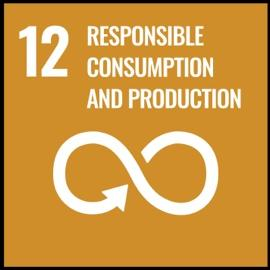 12 RESPONSIBLE
CONSUMPTION
AND PRODUCTION